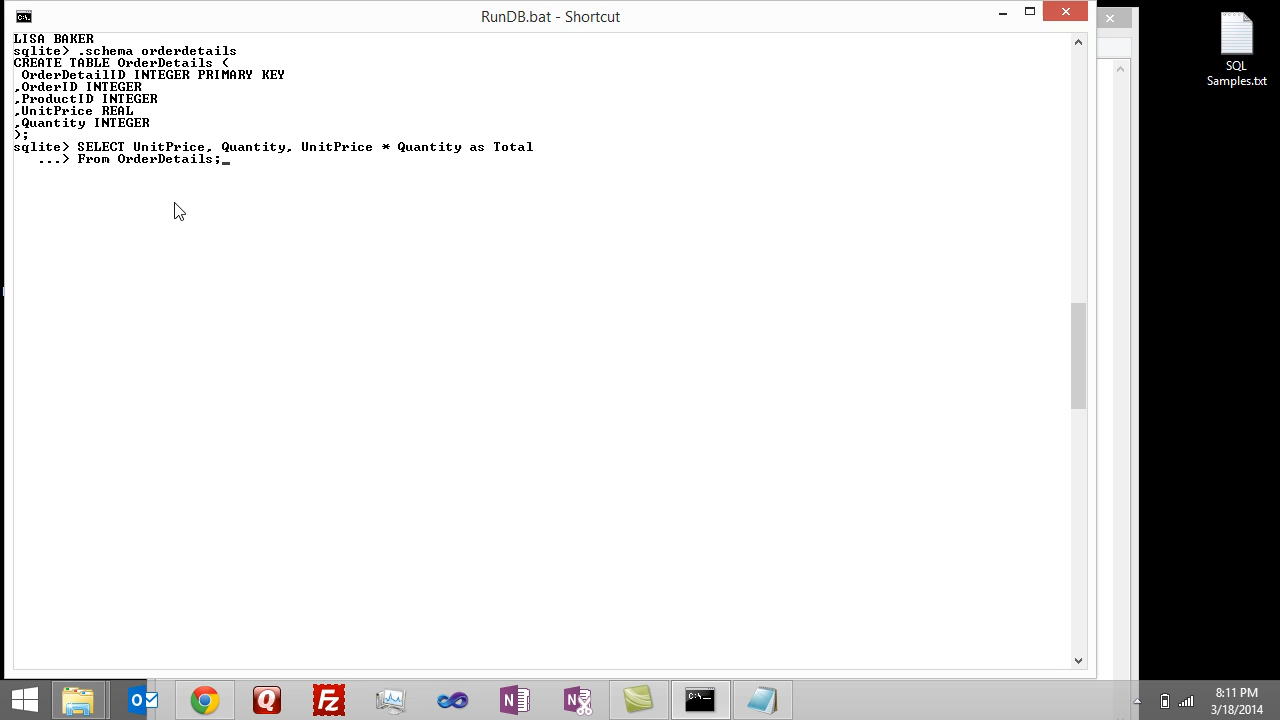 RunDB.bat - Shortcut
LISA BAKER
sqlite> .schema orderdetails
CREATE TABLE OrderDetails (
 OrderDetailID INTEGER PRIMARY KEY
,OrderID INTEGER
,ProductID INTEGER
,UnitPrice REAL
,Quantity INTEGER
);
sqlite> SELECT UnitPrice, Quantity, UnitPrice * Quantity as Total
   ...> From OrderDetails;_
SQL
Samples.txt
8:11 PM
3/18/2014